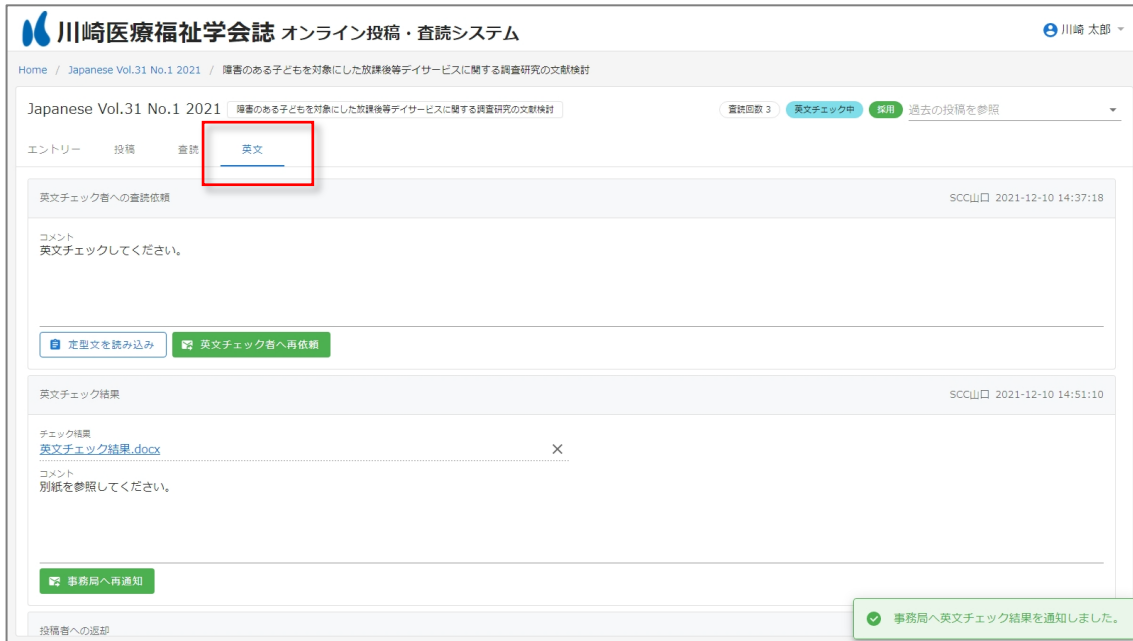 川崎医療福祉学会誌 オンライン投稿・査読システム
川崎 太郎
Home / Japanese Vol.31 No.1 2021 / 障害のある子どもを対象にした放課後等デイサービスに関する調査研究の文献検討
Japanese Vol.31 No.1 2021 障害のある子どもを対象にした放課後等デイサービスに関する調査研究の文献検討 査読回数 3 英文チェック中 採用 過去の投稿を参照
エントリー 投稿 査読 英文
英文チェック者への査読依頼 SCC山口 2021-12-10 14:37:18
コメント
英文チェックしてください。
定型文を読み込み 英文チェック者へ再依頼
英文チェック結果 SCC山口 2021-12-10 14:51:10
チェック結果
英文チェック結果.docx
コメント
別紙を参照してください。
事務局へ再通知
投稿者への返却
事務局へ英文チェック結果を通知しました。